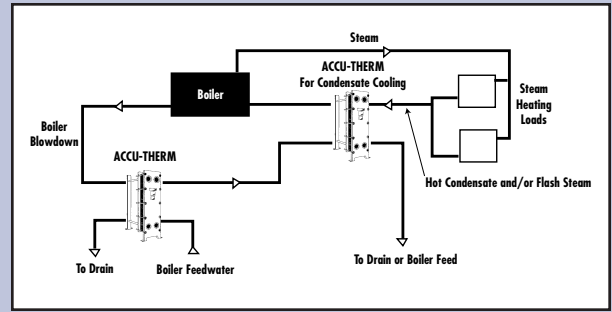 Steam
ACCU-THERM
For Condensate Cooling
Boiler
Steam
Heating
Loads
Boiler
Blowdown
ACCU-THERM
Hot Condensate and/or Flash Steam
To Drain
Boiler Feedwater
To Drain or Boiler Feed